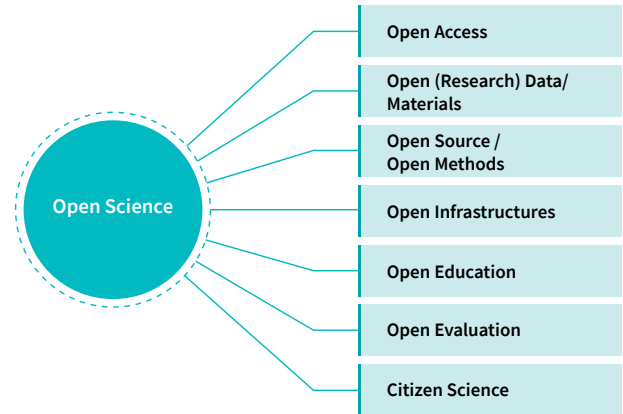 Open Science
Open Access
Open (Research) Data/
Materials
Open Source /
Open Methods
Open Infrastructures
Open Education
Open Evaluation
Citizen Science